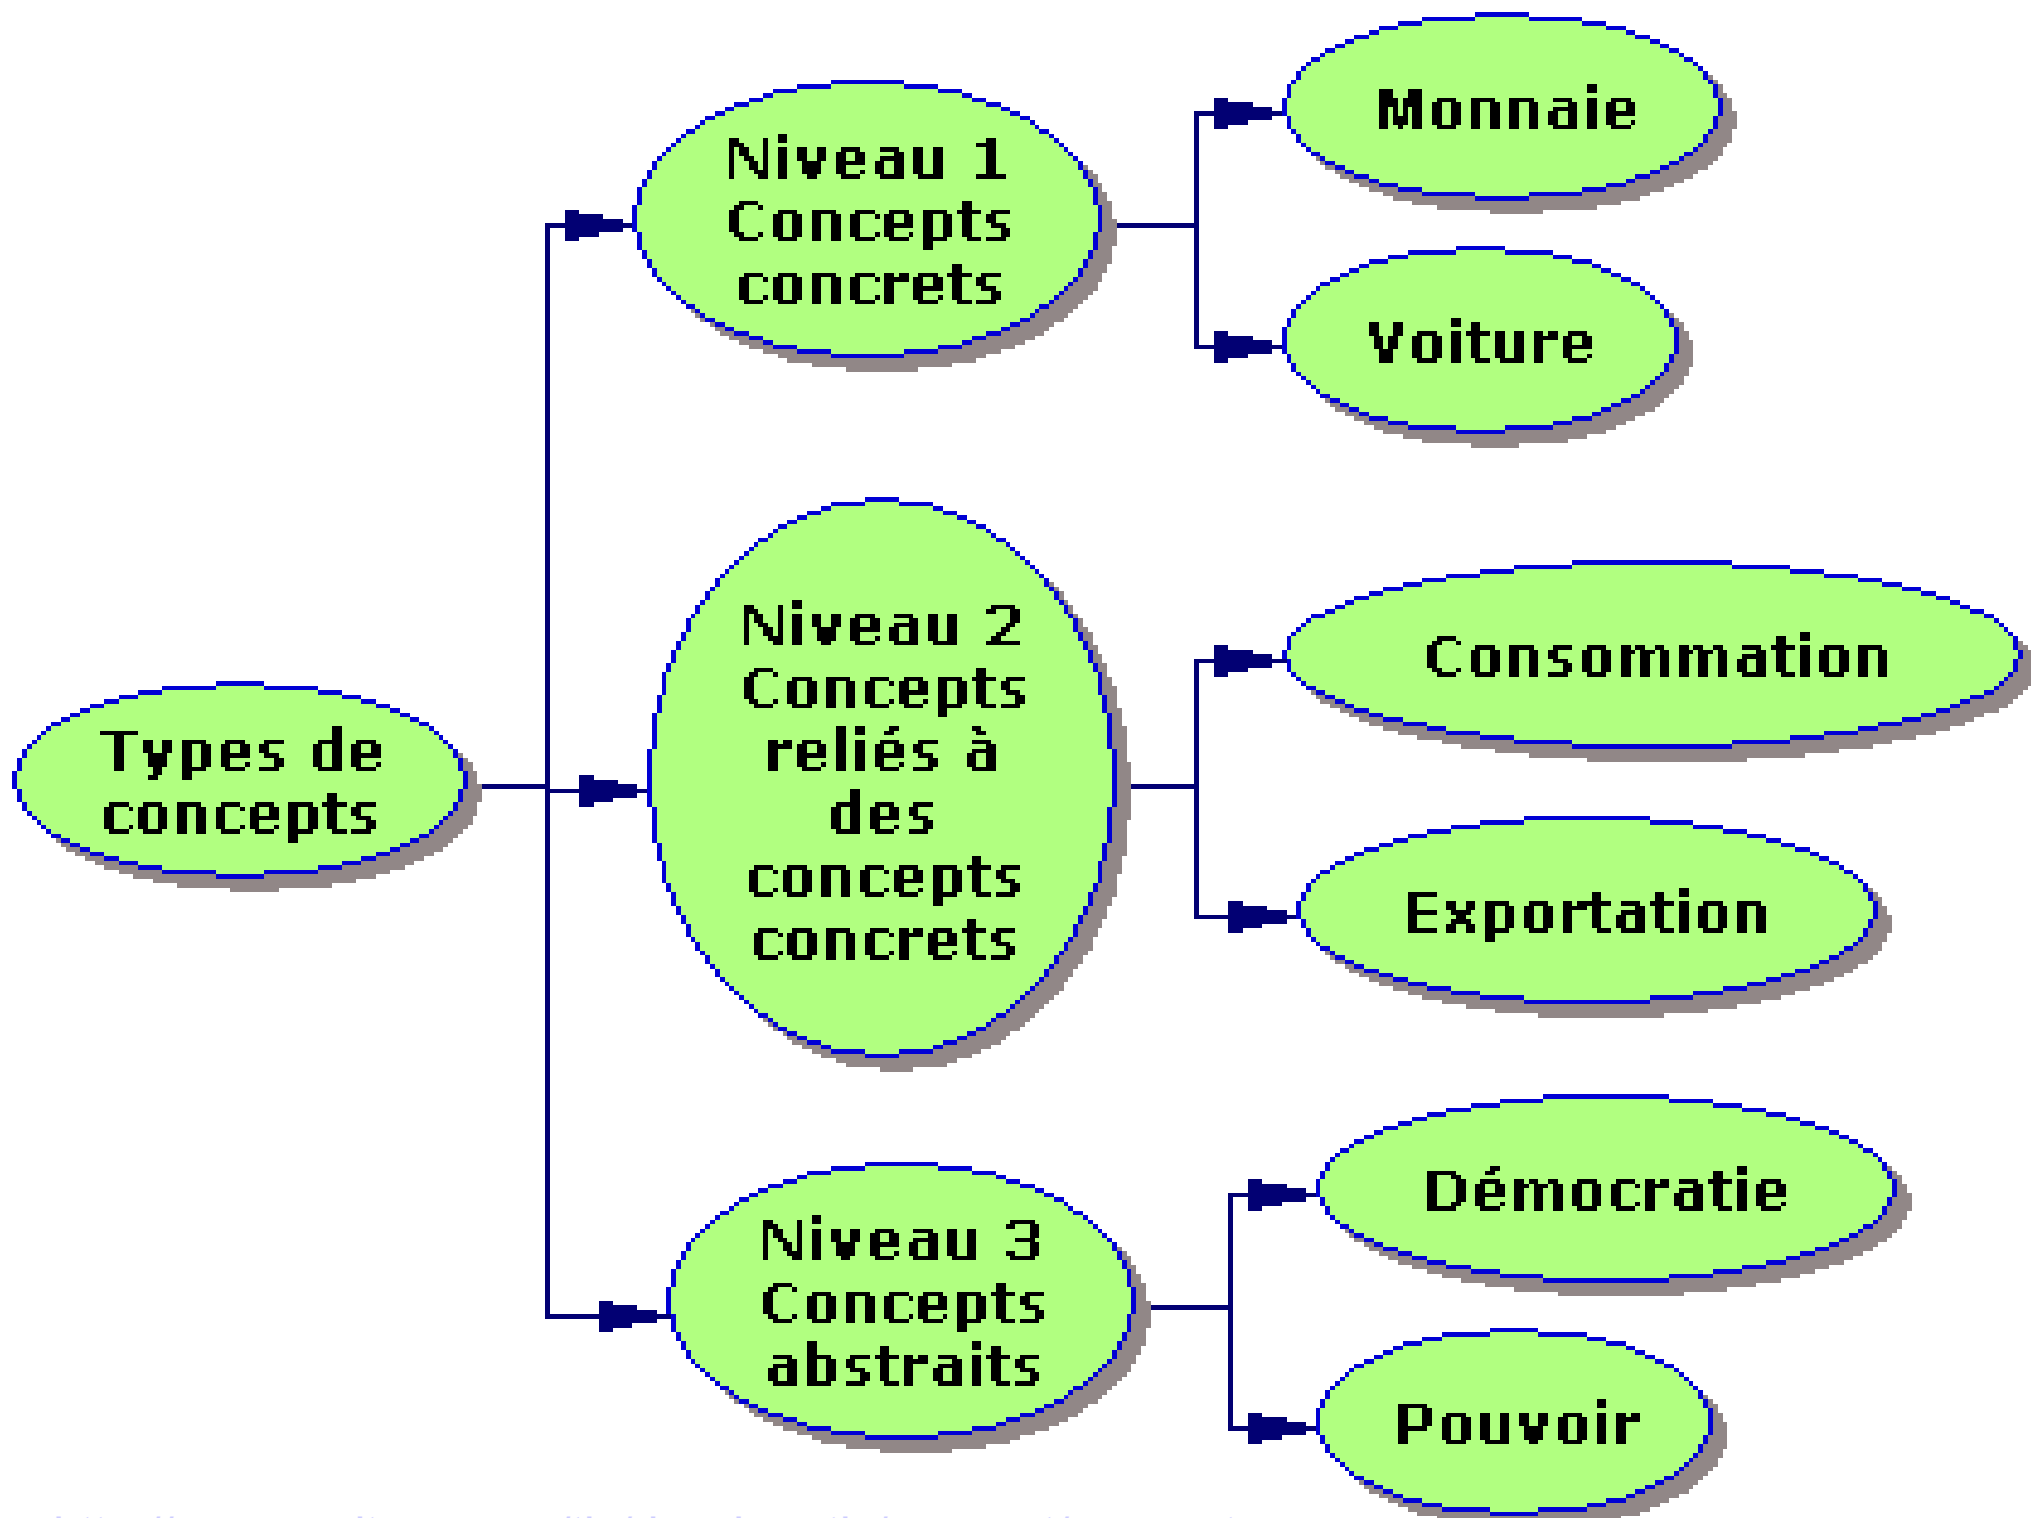 Types de
concepts
Niveau 1
Concepts
concrets
Monnaie
Voiture
Niveau 2
Concepts
reliés à
des
concepts
concrets
Consommation
Exportation
Niveau 3
Concepts
abstraits
Démocratie
Pouvoir